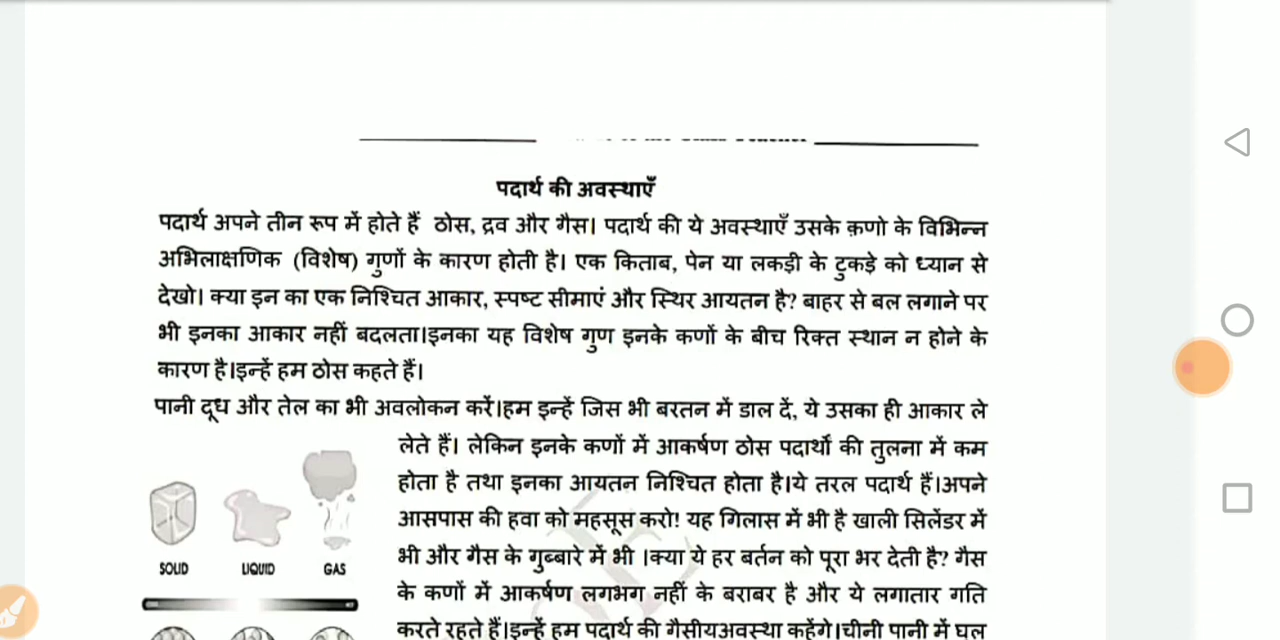 पदार्थ की अवस्थाएँ
पदार्थ अपने तीन रूप में होते हैं ठोस, द्रव और गैस। पदार्थ की ये अवस्थाएँ उसके क़णो के विभिन्न
अभिलाक्षणिक (विशेष) गुणों के कारण होती है। एक किताब, पेन या लकड़ी के टुकड़े को ध्यान से
देखो। क्या इन का एक निश्चित आकार, स्पष्ट सीमाएं और स्थिर आयतन है? बाहर से बल लगाने पर
भी इनका आकार नहीं बदलता।इनका यह विशेष गुण इनके कणों के बीच रिक्त स्थान न होने के
कारण है।इन्हें हम ठोस कहते हैं।
पानी दूध और तेल का भी अवलोकन करें।हम इन्हें जिस भी बरतन में डाल दें, ये उसका ही आकार ले
लेते हैं। लेकिन इनके कणों में आकर्षण ठोस पदार्थों की तुलना में कम
होता है तथा इनका आयतन निश्चित होता है।ये तरल पदार्थ हैं।अपने
आसपास की हवा को महसूस करो! यह गिलास में भी है खाली सिलेंडर में
भी और गैस के गुब्बारे में भी ।क्या ये हर बर्तन को पूरा भर देती है? गैस
के कणों में आकर्षण लगभग नहीं के बराबर है और ये लगातार गति
करते रहते हैं।इन्हें हम पदार्थ की गैसीयअवस्था कहेंगे।चीनी पानी में घुल
SOLID LIQUID GAS